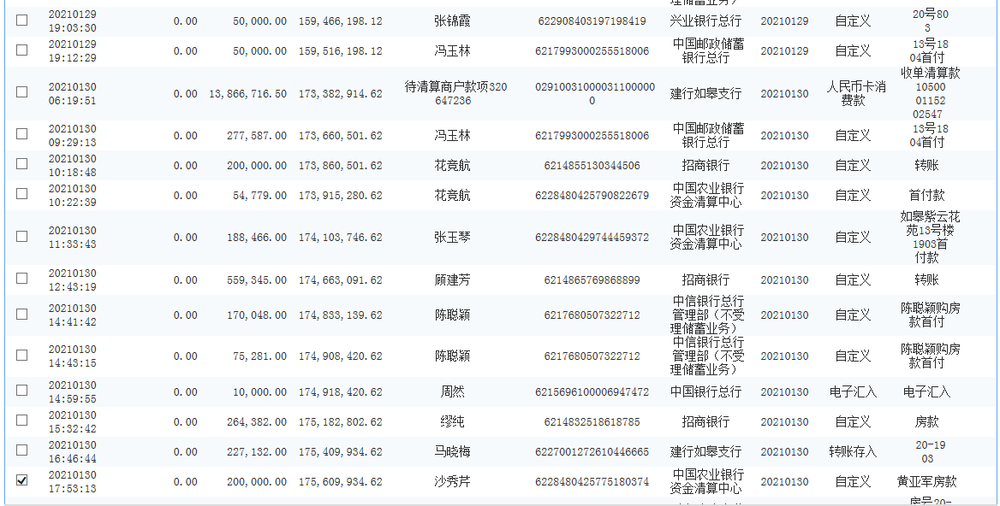 20210129 19:03:30 0.00 50,000.00 159,466,198.12 张锦霞 622908403197198419 兴业银行总行 20210129 自定义 20号803
20210129 19:12:29 0.00 50,000.00 159,516,198.12 冯玉林 6217993000255518006 中国邮政储蓄银行总行 20210129 自定义 13号1804首付
20210130 06:19:51 0.00 13,866,716.50 173,382,914.62 待清算商户款项320647236 029100310000311000000 建行如皋支行 20210130 人民币卡消费款 收单清算款105000115202547
20210130 09:29:13 0.00 277,587.00 173,660,501.62 冯玉林 6217993000255518006 中国邮政储蓄银行总行 20210130 自定义 13号1804首付
20210130 10:18:48 0.00 200,000.00 173,860,501.62 花竞航 6214855130344506 招商银行 20210130 自定义 转账
20210130 10:22:39 0.00 54,779.00 173,915,280.62 花竞航 6228480425790822679 中国农业银行资金清算中心 20210130 自定义 首付款
20210130 11:33:43 0.00 188,466.00 174,103,746.62 张玉琴 6228480429744459372 中国农业银行资金清算中心 20210130 自定义 如皋紫云花苑13号楼1903首付款
20210130 12:43:19 0.00 559,345.00 174,663,091.62 顾建芳 6214865769868899 招商银行 20210130 自定义 转账
20210130 14:41:42 0.00 170,048.00 174,833,139.62 陈聪颖 6217680507322712 中信银行总行管理部（不受理储蓄业务） 20210130 自定义 陈聪颖购房款首付
20210130 14:43:15 0.00 75,281.00 174,908,420.62 陈聪颖 6217680507322712 中信银行总行管理部（不受理储蓄业务） 20210130 自定义 陈聪颖购房款首付
20210130 14:59:55 0.00 10,000.00 174,918,420.62 周然 6215696100006947472 中国银行总行 20210130 电子汇入 电子汇入
20210130 15:32:42 0.00 264,382.00 175,182,802.62 缪纯 6214832518618785 招商银行 20210130 自定义 房款
20210130 16:46:44 0.00 227,132.00 175,409,934.62 马晓梅 6227001272610446665 建行如皋支行 20210130 转账存入 20-1903
20210130 17:53:13 0.00 200,000.00 175,609,934.62 沙秀芹 6228480425775180374 中国农业银行资金清算中心 20210130 自定义 黄亚军房款